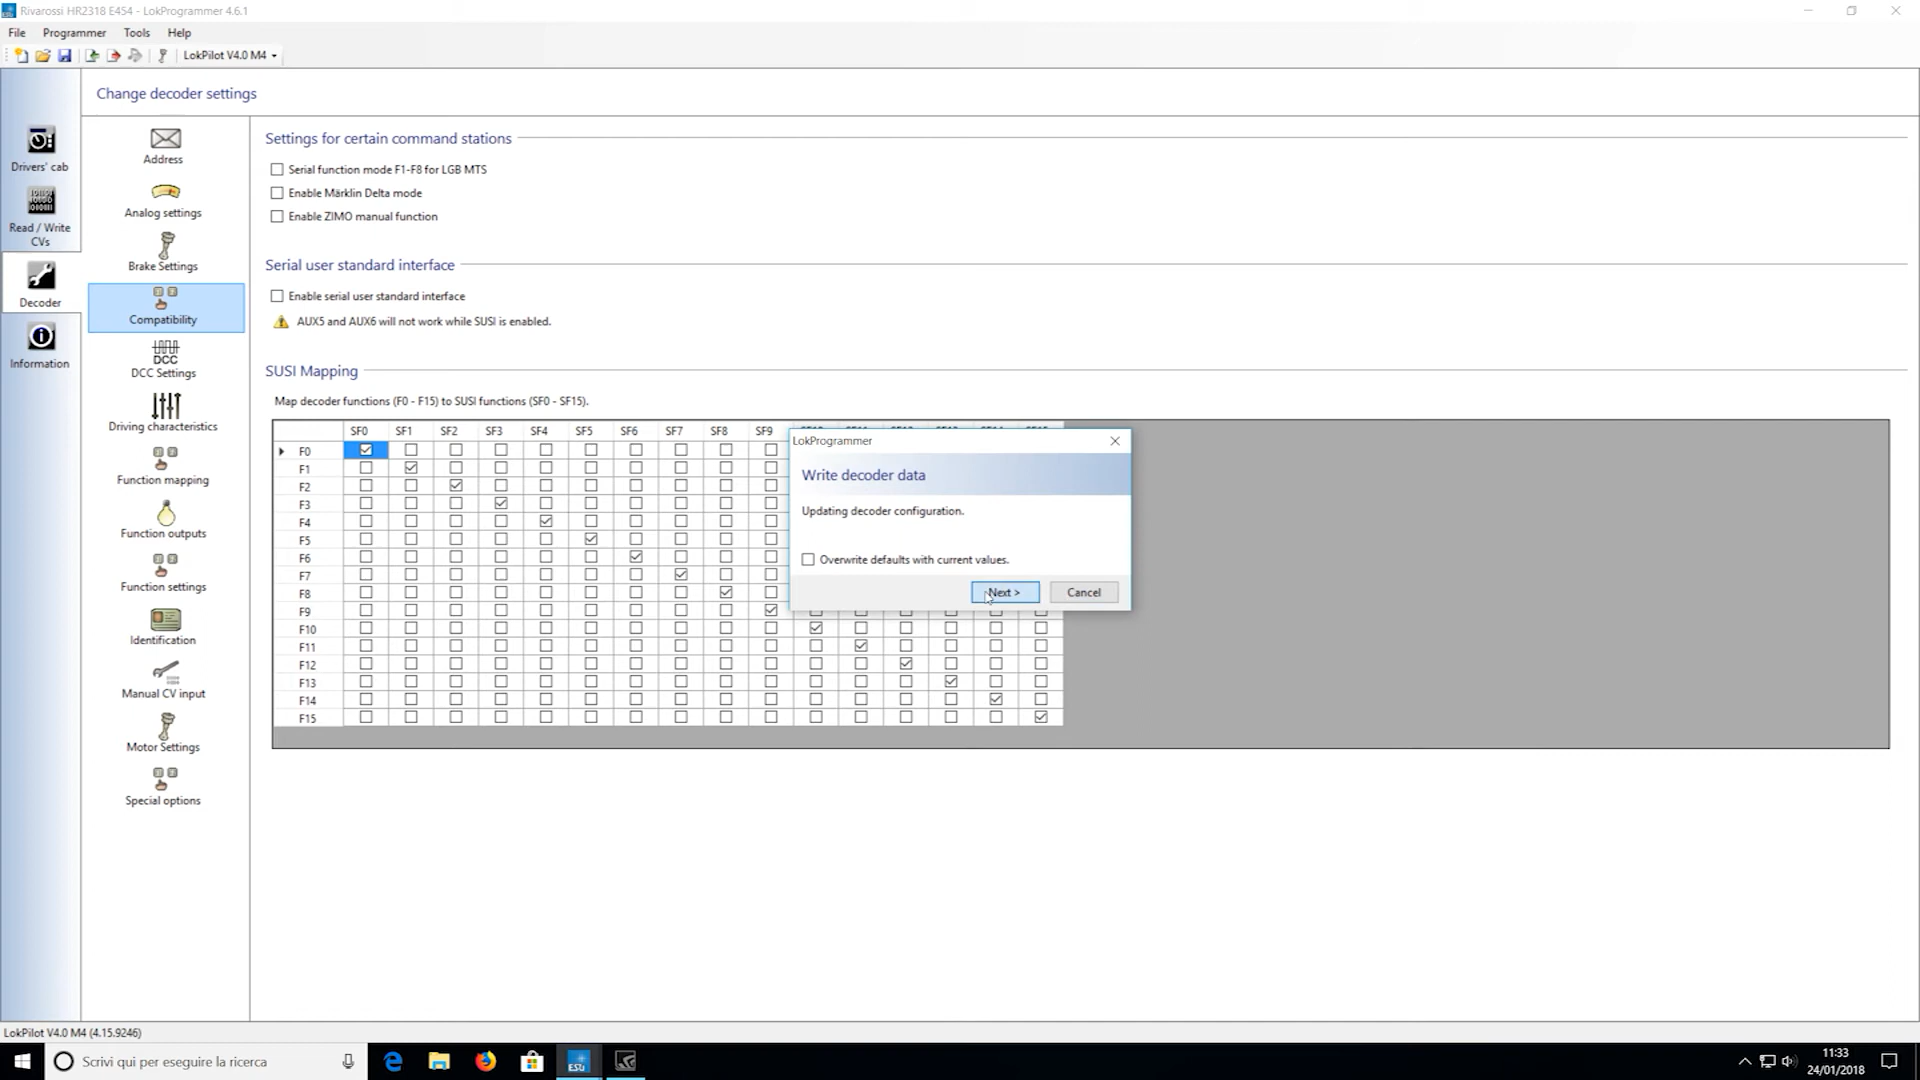 Rivarossi HR2318 E454 - LokProgrammer 4.6.1
File Programmer Tools Help
LokPilot V4.0 M4
Change decoder settings
Drivers' cab
Read / Write
CVs
Decoder
Information
Address
Analog settings
Brake Settings
Compatibility
DCC
DCC Settings
Driving characteristics
Function mapping
Function outputs
Function settings
Identification
Manual CV input
Motor Settings
Special options
Settings for certain command stations
Serial function mode F1-F8 for LGB MTS
Enable Märklin Delta mode
Enable ZIMO manual function
Serial user standard interface
Enable serial user standard interface
AUX5 and AUX6 will not work while SUSI is enabled.
SUSI Mapping
Map decoder functions (F0 - F15) to SUSI functions (SF0 - SF15).
SF0 SF1 SF2 SF3 SF4 SF5 SF6 SF7 SF8 SF9
F0
F1
F2
F3
F4
F5
F6
F7
F8
F9
F10
F11
F12
F13
F14
F15
LokProgrammer
Write decoder data
Updating decoder configuration.
Overwrite defaults with current values.
Next >
Cancel
LokPilot V4.0 M4 (4.15.9246)
Scrivi qui per eseguire la ricerca
ESU
11:33
24/01/2018